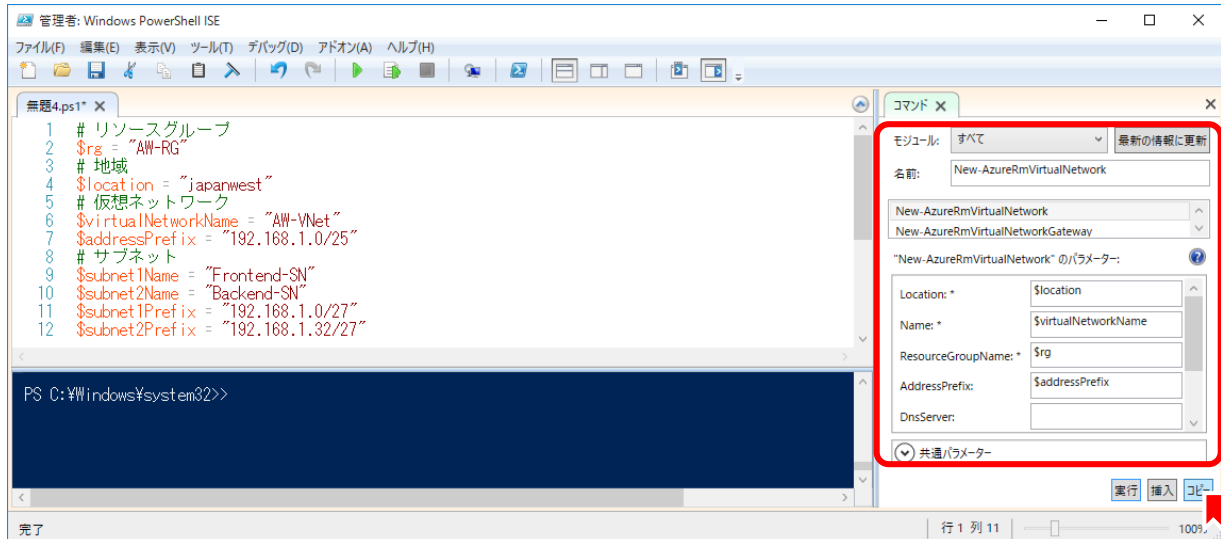 管理者: Windows PowerShell ISE
ファイル(F) 編集(E) 表示(V) ツール(T) デバッグ(D) アドオン(A) ヘルプ(H)
無題4.ps1*
1 # リソースグループ
2 $rg = "AW-RG"
3 # 地域
4 $location = "japanwest"
5 # 仮想ネットワーク
6 $virtualNetworkName = "AW-VNet"
7 $addressPrefix = "192.168.1.0/25"
8 # サブネット
9 $subnet1Name = "Frontend-SN"
10 $subnet2Name = "Backend-SN"
11 $subnet1Prefix = "192.168.1.0/27"
12 $subnet2Prefix = "192.168.1.32/27"
PS C:¥Windows¥system32>>
コマンド
モジュール: すべて 最新の情報に更新
名前: New-AzureRmVirtualNetwork
New-AzureRmVirtualNetwork
New-AzureRmVirtualNetworkGateway
"New-AzureRmVirtualNetwork" のパラメーター:
Location: * $location
Name: * $virtualNetworkName
ResourceGroupName: * $rg
AddressPrefix: $addressPrefix
DnsServer:
共通パラメーター
実行 挿入 コピー
完了
行 1 列 11
100%